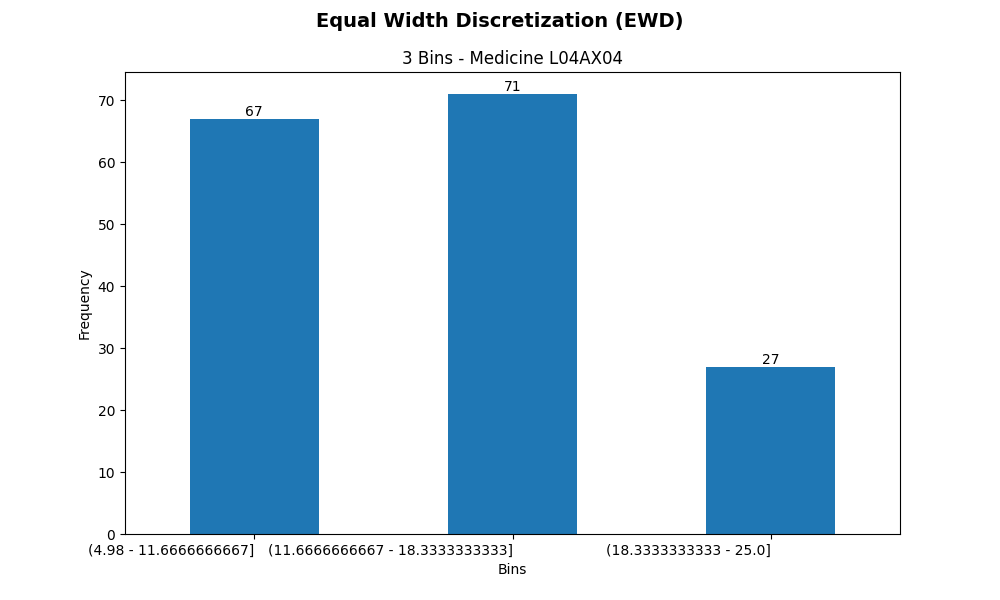 Equal Width Discretization (EWD)
3 Bins - Medicine L04AX04
70
60
50
40
30
20
10
0
Frequency
67
71
27
(4.98 - 11.6666666667]
(11.6666666667 - 18.3333333333]
(18.3333333333 - 25.0]
Bins